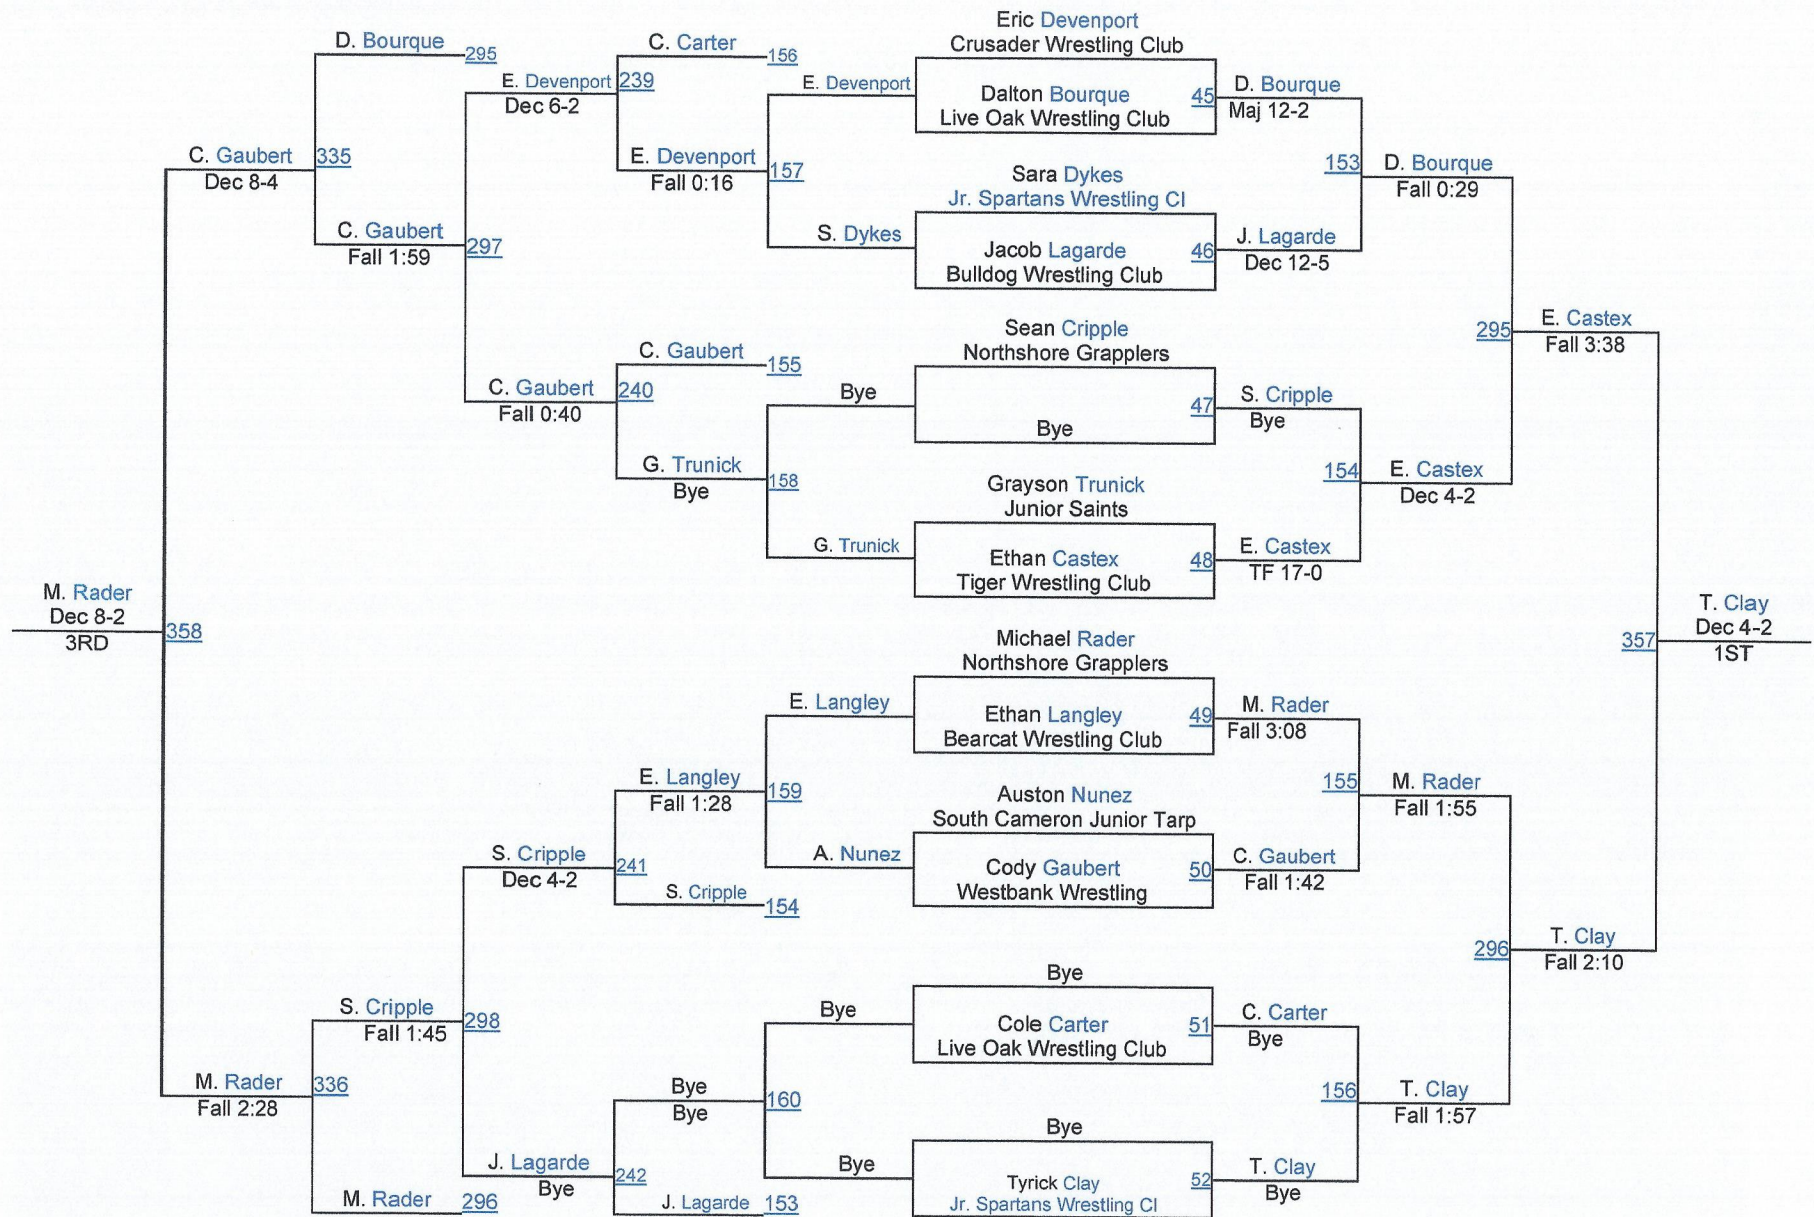 Eric Devenport
Crusader Wrestling Club
D. Bourque
295
C. Carter
156
E. Devenport
239
Dec 6-2
E. Devenport
Dalton Bourque
45
Live Oak Wrestling Club
D. Bourque
Maj 12-2
C. Gaubert
335
Dec 8-4
E. Devenport
157
Fall 0:16
Sara Dykes
Jr. Spartans Wrestling Cl
153
D. Bourque
Fall 0:29
C. Gaubert
297
Fall 1:59
S. Dykes
Jacob Lagarde
46
Bulldog Wrestling Club
J. Lagarde
Dec 12-5
Sean Cripple
Northshore Grapplers
295
E. Castex
Fall 3:38
C. Gaubert
155
C. Gaubert
240
Fall 0:40
Bye
47
Bye
S. Cripple
Bye
G. Trunick
158
Bye
Grayson Trunick
Junior Saints
154
E. Castex
Dec 4-2
G. Trunick
Ethan Castex
48
Tiger Wrestling Club
E. Castex
TF 17-0
M. Rader
Dec 8-2
3RD
358
Michael Rader
Northshore Grapplers
357
T. Clay
Dec 4-2
1ST
E. Langley
Ethan Langley
49
Bearcat Wrestling Club
M. Rader
Fall 3:08
E. Langley
159
Fall 1:28
Auston Nunez
South Cameron Junior Tarp
155
M. Rader
Fall 1:55
S. Cripple
241
Dec 4-2
A. Nunez
Cody Gaubert
50
Westbank Wrestling
C. Gaubert
Fall 1:42
S. Cripple
154
296
T. Clay
Fall 2:10
Bye
S. Cripple
298
Fall 1:45
Bye
Cole Carter
51
Live Oak Wrestling Club
C. Carter
Bye
M. Rader
336
Fall 2:28
Bye
160
Bye
Bye
156
T. Clay
Fall 1:57
J. Lagarde
242
Bye
Bye
Tyrick Clay
52
Jr. Spartans Wrestling Cl
T. Clay
Bye
M. Rader
296
J. Lagarde
153